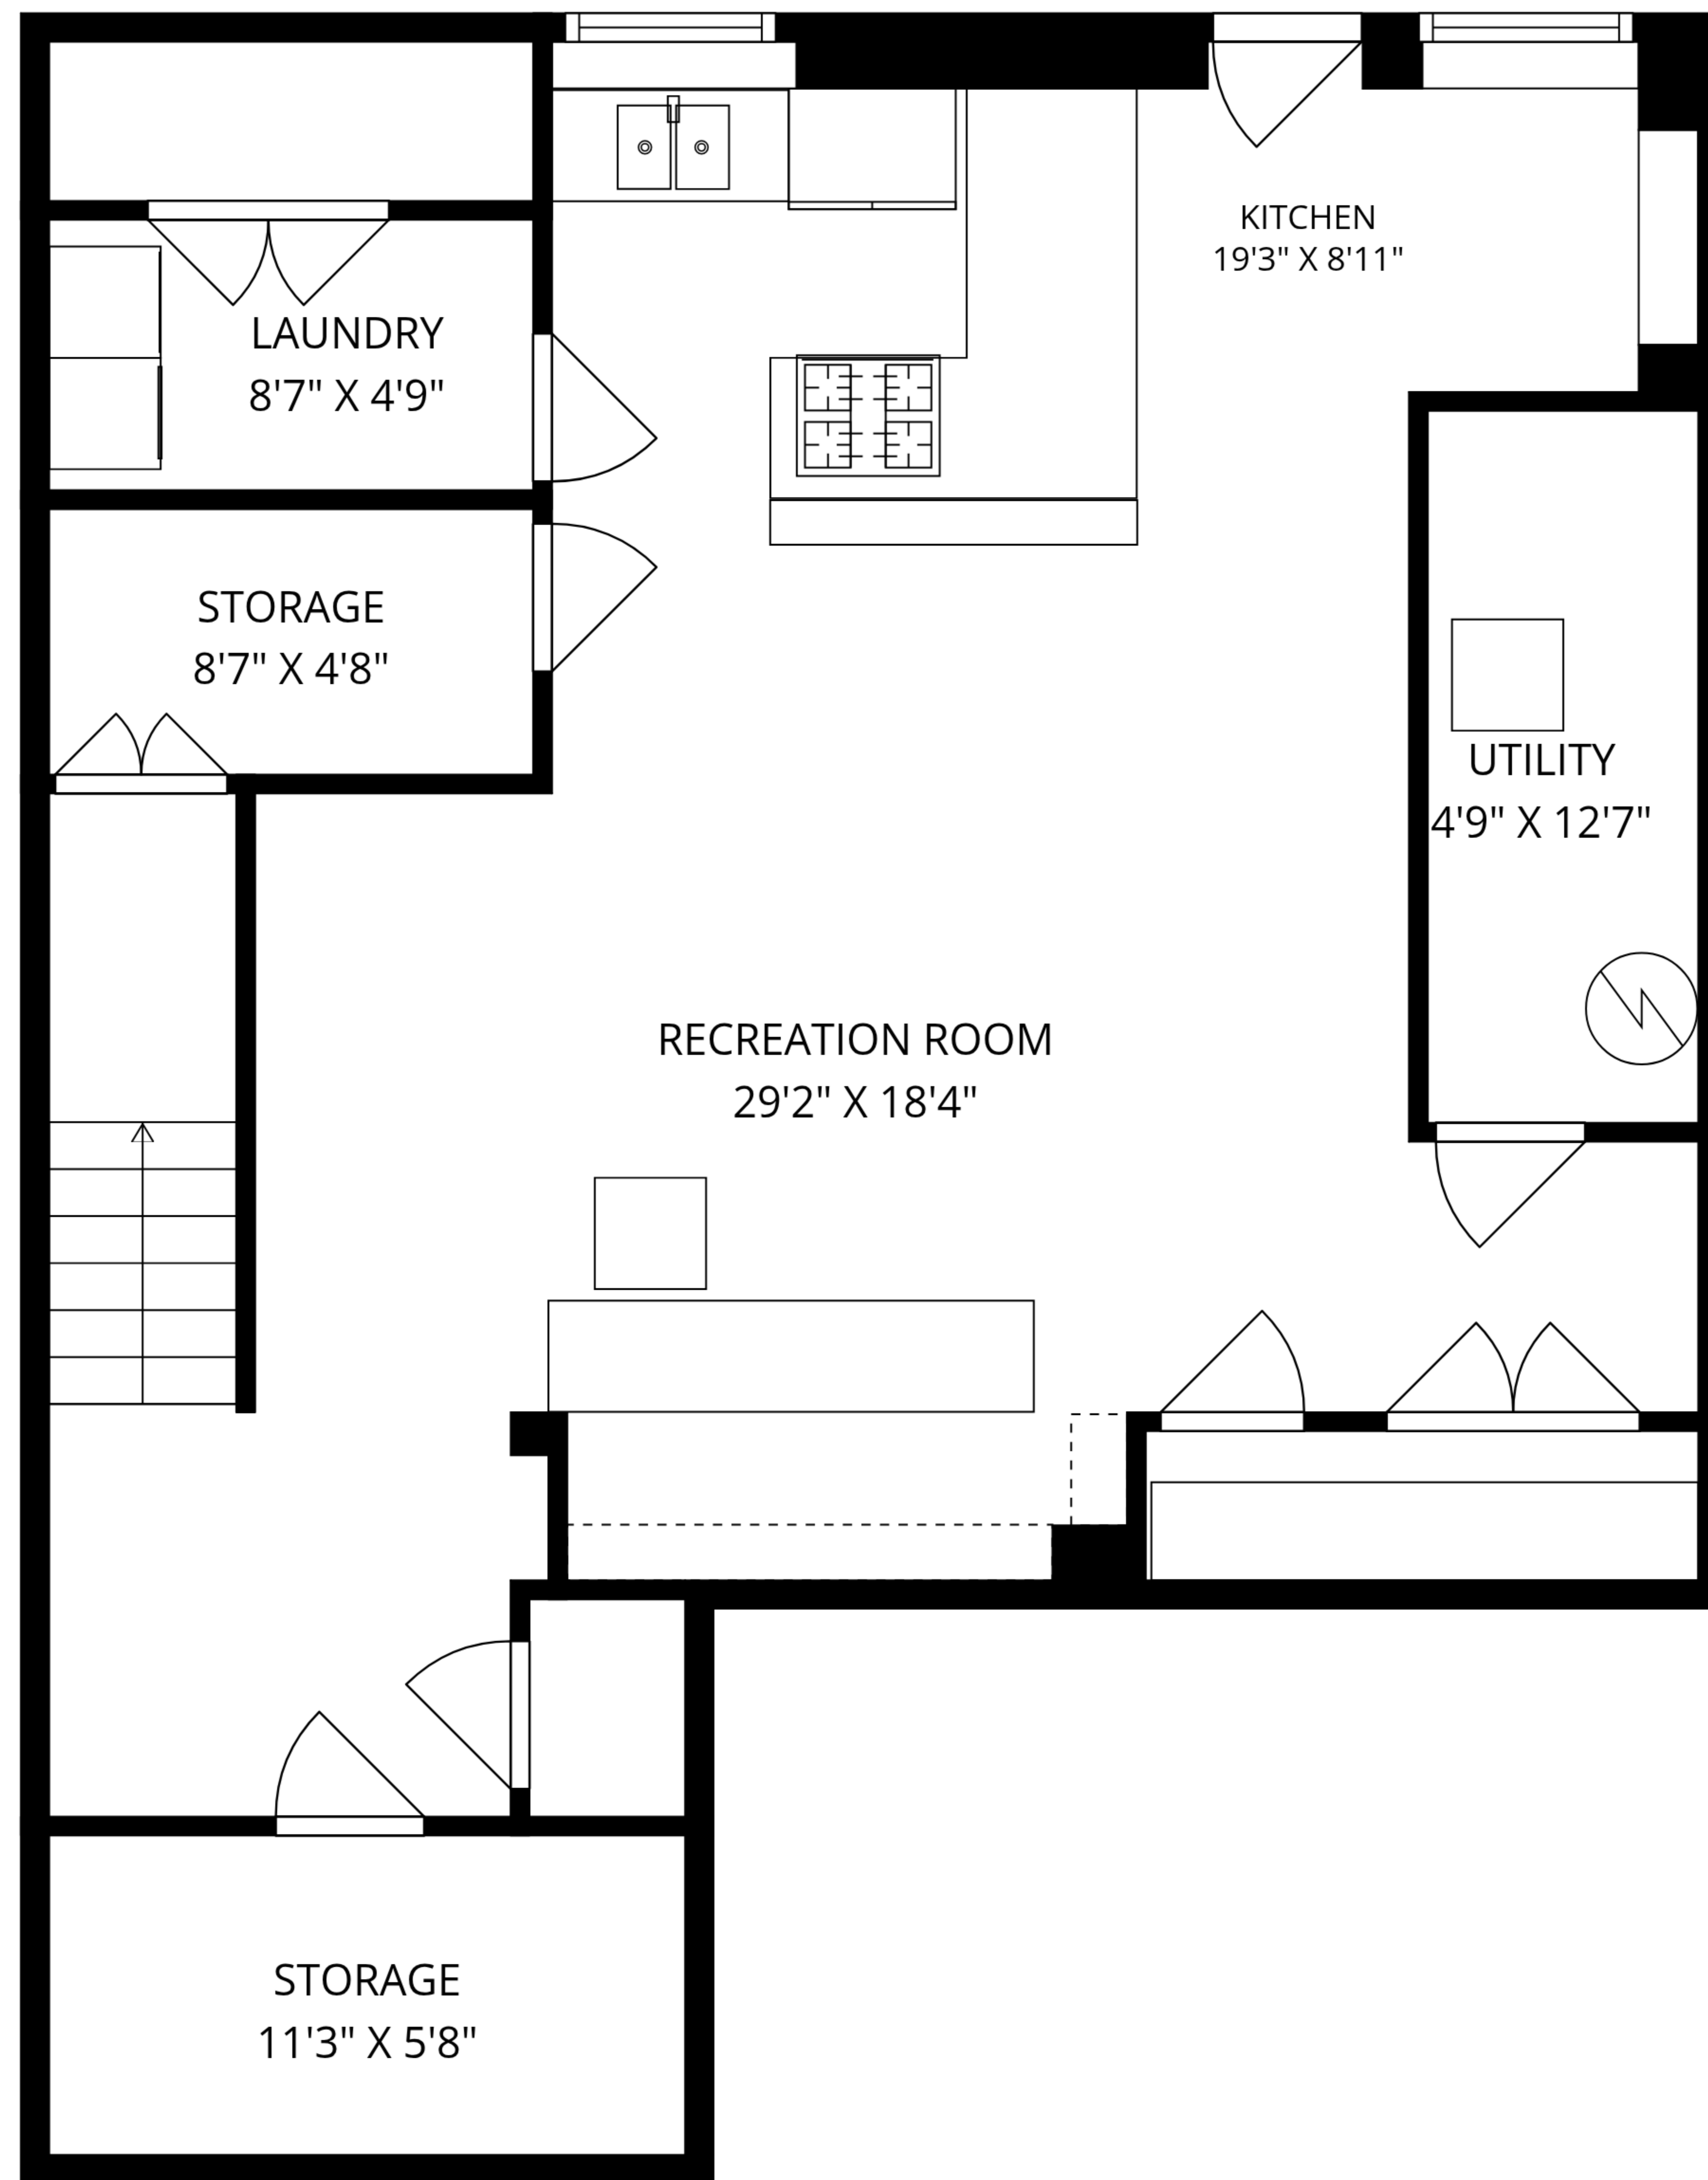 KITCHEN
19'3" X 8'11"
LAUNDRY
8'7" X 4'9"
STORAGE
8'7" X 4'8"
UTILITY
4'9" X 12'7"
RECREATION ROOM
29'2" X 18'4"
STORAGE
11'3" X 5'8"